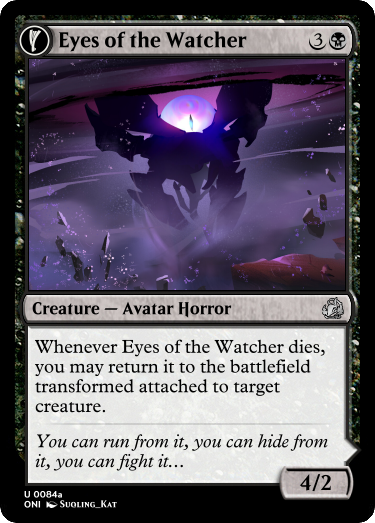 Eyes of the Watcher 3
Creature — Avatar Horror
Whenever Eyes of the Watcher dies,
you may return it to the battlefield
transformed attached to target
creature.
You can run from it, you can hide from
it, you can fight it…
4/2
U 0084a
ONI SUOLING_KAT